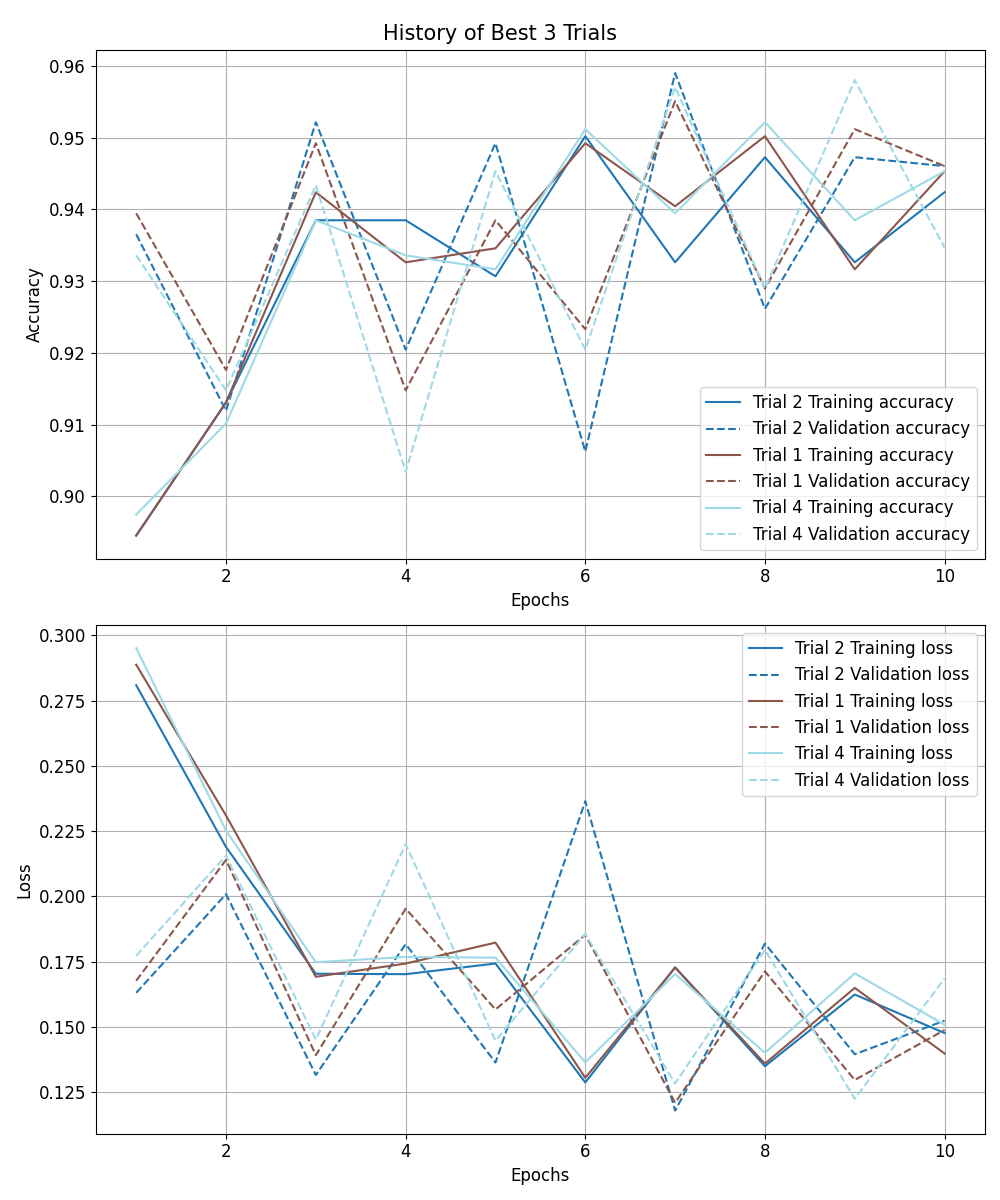 History of Best 3 Trials
0.96
0.95
0.94
0.93
0.92
0.91
0.90
Accuracy
Trial 2 Training accuracy
Trial 2 Validation accuracy
Trial 1 Training accuracy
Trial 1 Validation accuracy
Trial 4 Training accuracy
Trial 4 Validation accuracy
2 4 6 8 10
Epochs
0.300
0.275
0.250
0.225
0.200
0.175
0.150
0.125
Loss
Trial 2 Training loss
Trial 2 Validation loss
Trial 1 Training loss
Trial 1 Validation loss
Trial 4 Training loss
Trial 4 Validation loss
2 4 6 8 10
Epochs